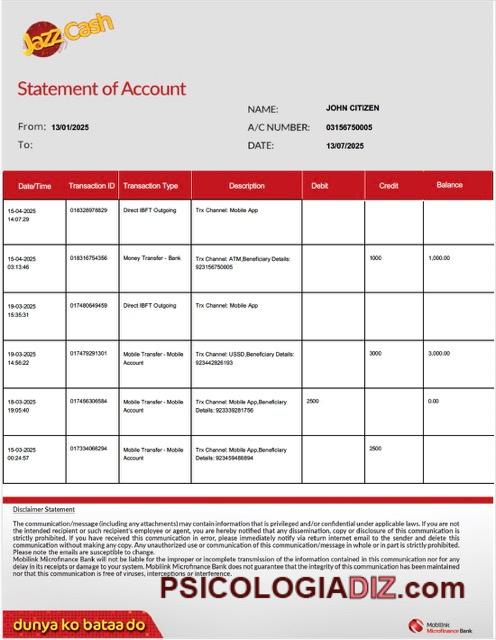 Jazz Cash
Statement of Account
NAME: JOHN CITIZEN
From: 13/01/2025 A/C NUMBER: 03156750005
To: DATE: 13/07/2025
Date/Time Transaction ID Transaction Type Description Debit Credit Balance
15-04-2025 018328978829 Direct IBFT Outgoing Trx Channel: Mobile App
14:07:29
15-04-2025 018316754356 Money Transfer - Bank Trx Channel: ATM,Beneficiary Details: 1000 1,000.00
03:13:46 923156750005
19-03-2025 017480649459 Direct IBFT Outgoing Trx Channel: Mobile App
15:35:31
19-03-2025 017479291301 Mobile Transfer - Mobile Trx Channel: USSD,Beneficiary Details: 3000 3,000.00
14:56:22 Account 923442826193
18-03-2025 017456306584 Mobile Transfer - Mobile Trx Channel: Mobile App,Beneficiary 2500 0.00
19:05:40 Account Details: 923339281756
15-03-2025 017334068294 Mobile Transfer - Mobile Trx Channel: Mobile App,Beneficiary 2500
00:24:57 Account Details: 923459486894
Disclaimer Statement
The communication/message (including any attachments) may contain information that is privileged and/or confidential under applicable laws. If you are not
the intended recipient or such recipient's employee or agent, you are hereby notified that any dissemination, copy or disclosure of this communication is
strictly prohibited. If you have received this communication in error, please immediately notify via return internet email to the sender and delete this
communication without making any copy. Any unauthorized use or communication of this communication/message in whole or in part is strictly prohibited.
Please note the emails are susceptible to change.
Mobilink Microfinance Bank will not be liable for the improper or incomplete transmission of the information contained in this communication nor for any
delay in its receipts or damage to your system. Mobilink Microfinance Bank does not guarantee that the integrity of this communication has been maintained
nor that this communication is free of viruses, interceptions or interference.
PSICOLOGIADIZ.com
dunya ko bataa do
Mobilink
Microfinance Bank